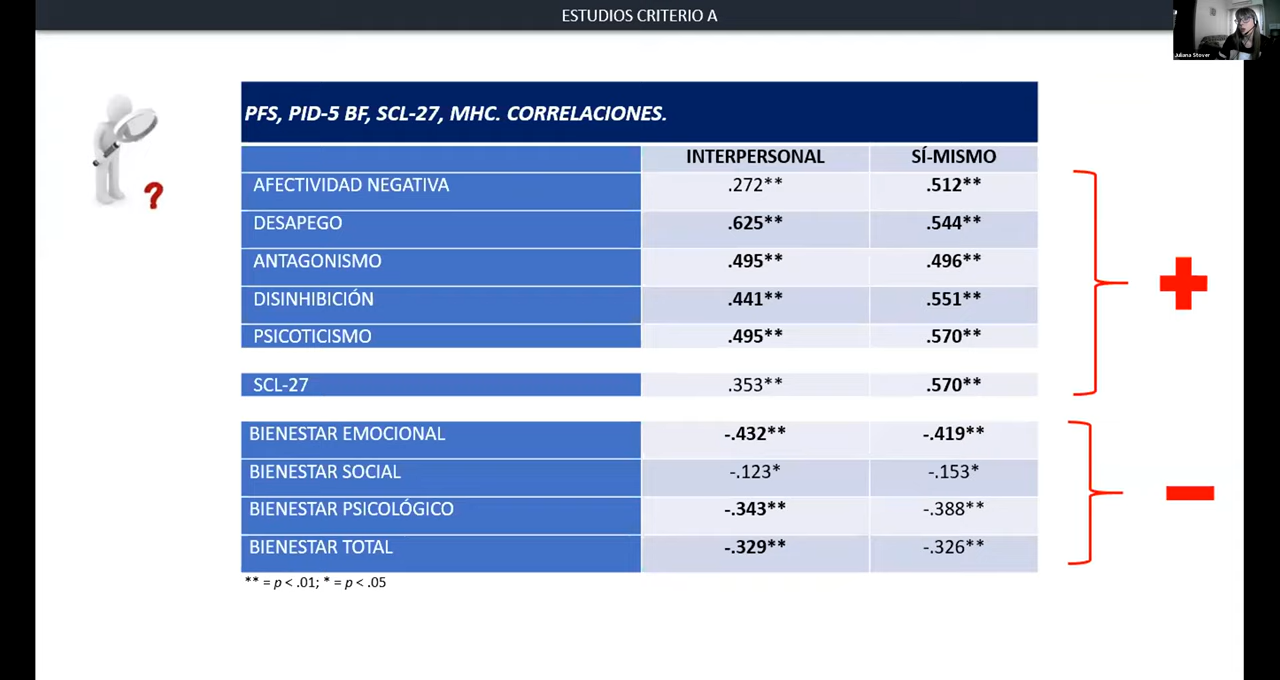 ESTUDIOS CRITERIO A
Juliana Stover
PFS, PID-5 BF, SCL-27, MHC. CORRELACIONES.
INTERPERSONAL SÍ-MISMO
AFECTIVIDAD NEGATIVA .272** .512**
DESAPEGO .625** .544**
ANTAGONISMO .495** .496**
DISINHIBICIÓN .441** .551**
PSICOTICISMO .495** .570**
SCL-27 .353** .570**
BIENESTAR EMOCIONAL -.432** -.419**
BIENESTAR SOCIAL -.123* -.153*
BIENESTAR PSICOLÓGICO -.343** -.388**
BIENESTAR TOTAL -.329** -.326**
** = p < .01; * = p < .05